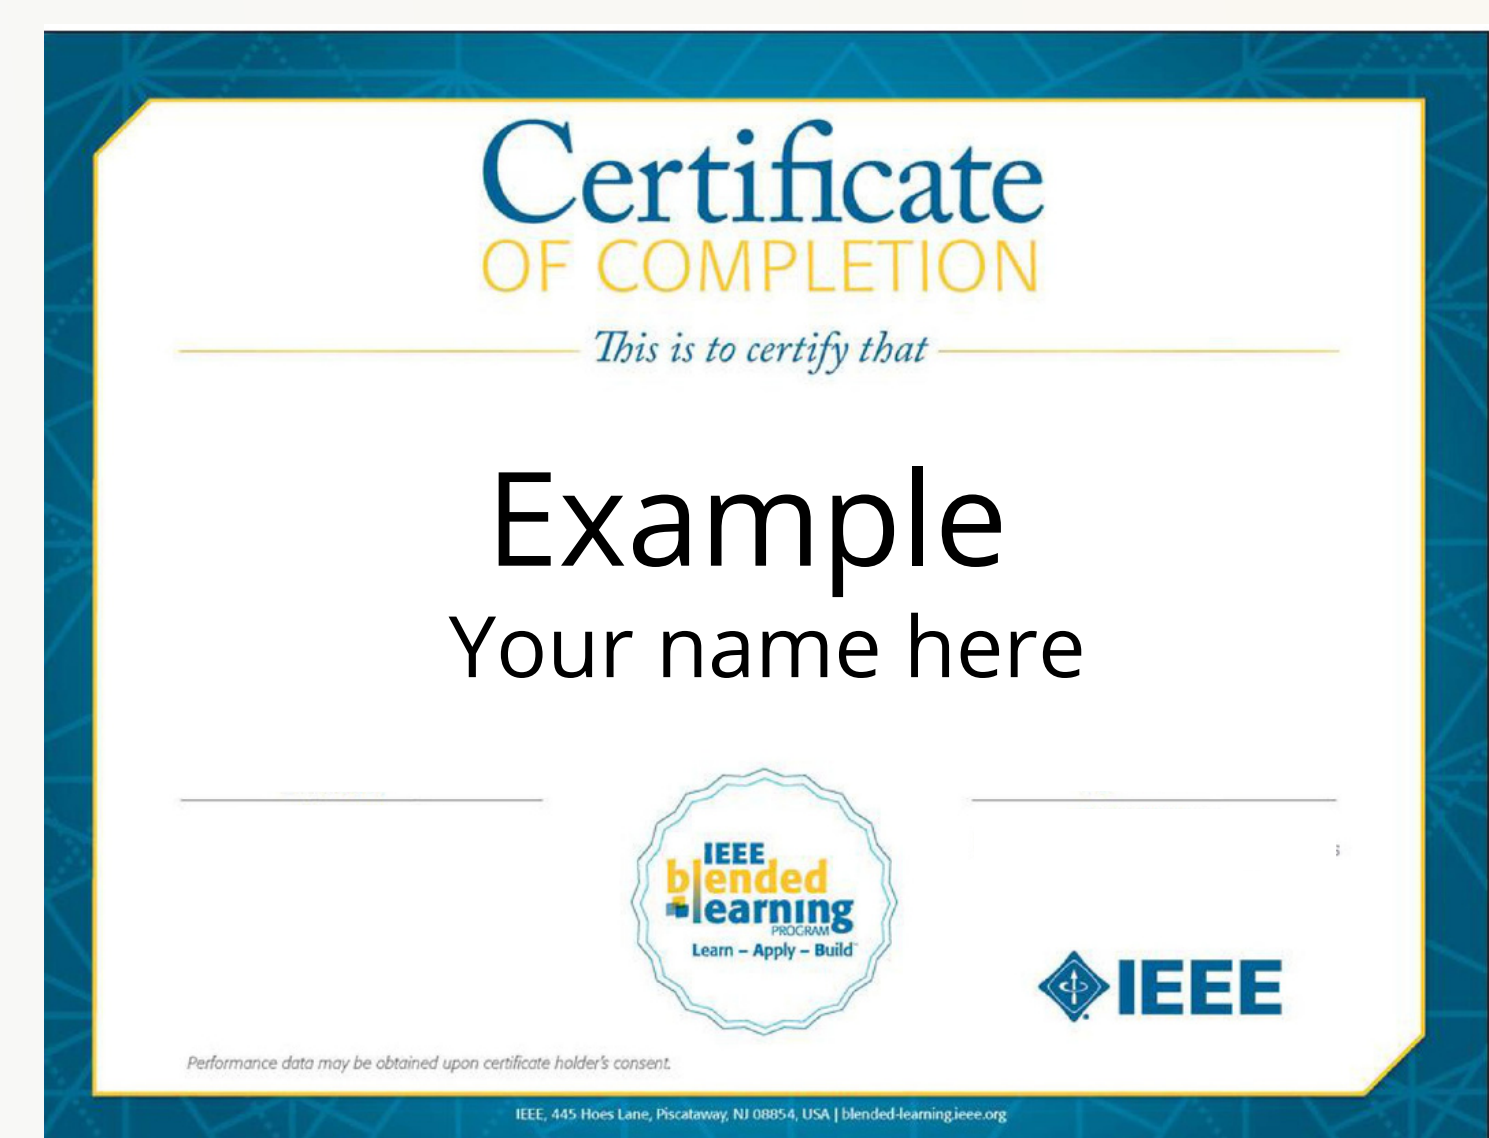 Certificate
OF COMPLETION
This is to certify that
Example
Your name here
IEEE
blended
learning
PROGRAM
Learn – Apply – Build
IEEE
Performance data may be obtained upon certificate holder's consent.
IEEE, 445 Hoes Lane, Piscataway, NJ 08854, USA | blended-learning.ieee.org